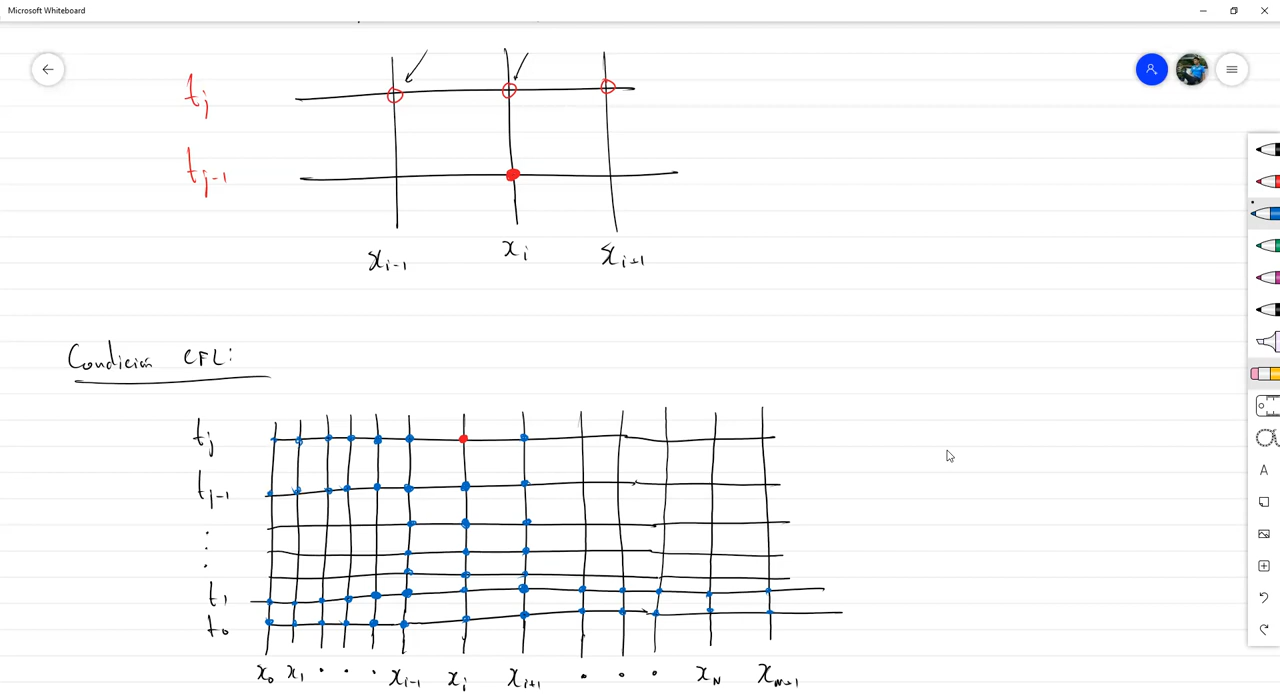 Microsoft Whiteboard
t_j
t_{j-1}
x_{i-1} x_i x_{i+1}
Condición CFL:
t_j
t_{j-1}
⋮
t_1
t_0
x_0 x_1 · · · x_{i-1} x_i x_{i+1} · · · x_N x_{N+1}
A